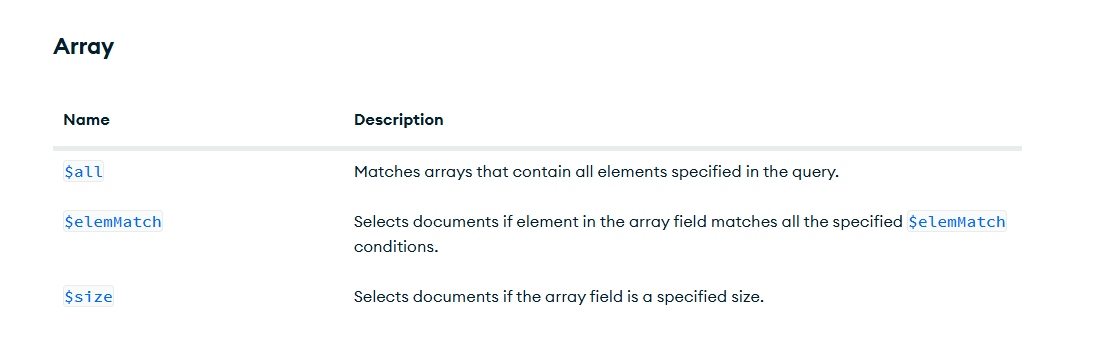 Array
Name Description
$all Matches arrays that contain all elements specified in the query.
$elemMatch Selects documents if element in the array field matches all the specified $elemMatch
conditions.
$size Selects documents if the array field is a specified size.